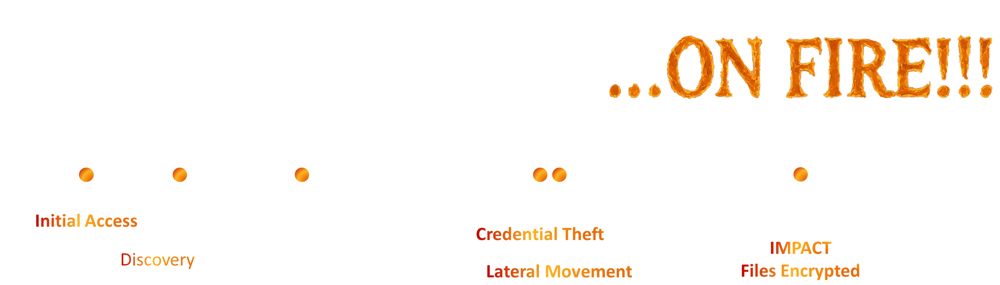 ...ON FIRE!!!
Initial Access
Discovery
Credential Theft
Lateral Movement
IMPACT
Files Encrypted